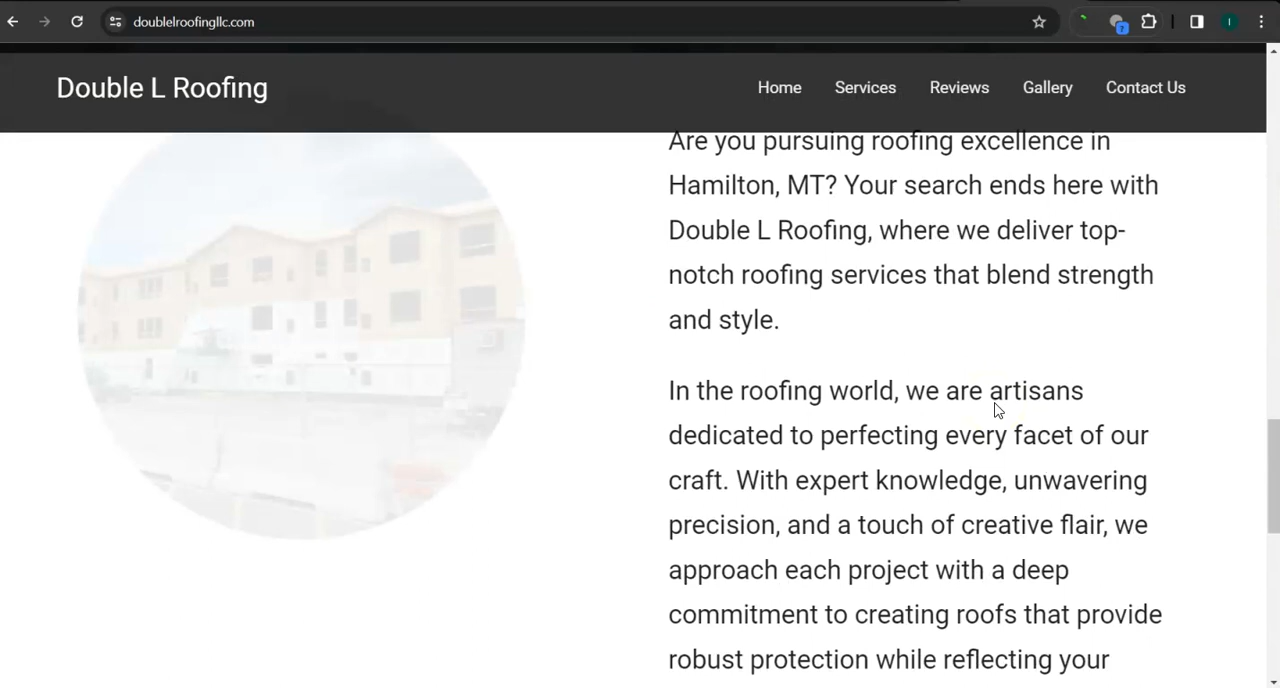 doublelroofingllc.com
Double L Roofing
Home Services Reviews Gallery Contact Us
Are you pursuing roofing excellence in
Hamilton, MT? Your search ends here with
Double L Roofing, where we deliver top-
notch roofing services that blend strength
and style.
In the roofing world, we are artisans
dedicated to perfecting every facet of our
craft. With expert knowledge, unwavering
precision, and a touch of creative flair, we
approach each project with a deep
commitment to creating roofs that provide
robust protection while reflecting your